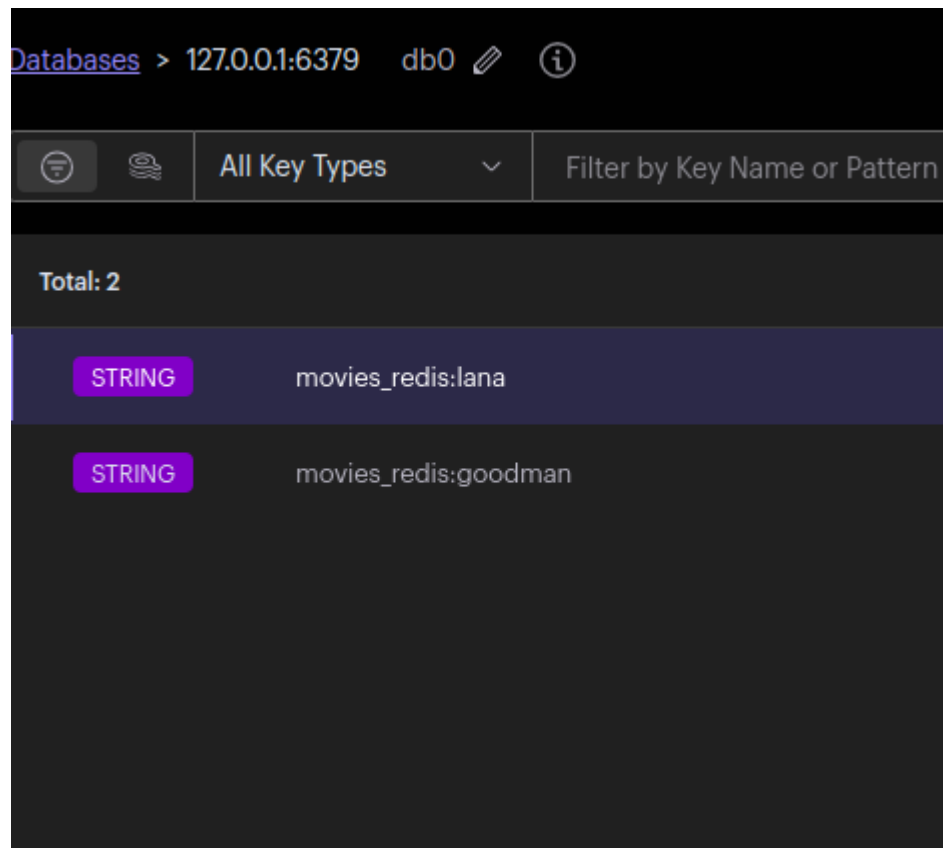 Databases > 127.0.0.1:6379 db0
All Key Types Filter by Key Name or Pattern
Total: 2
STRING movies_redis:lana
STRING movies_redis:goodman